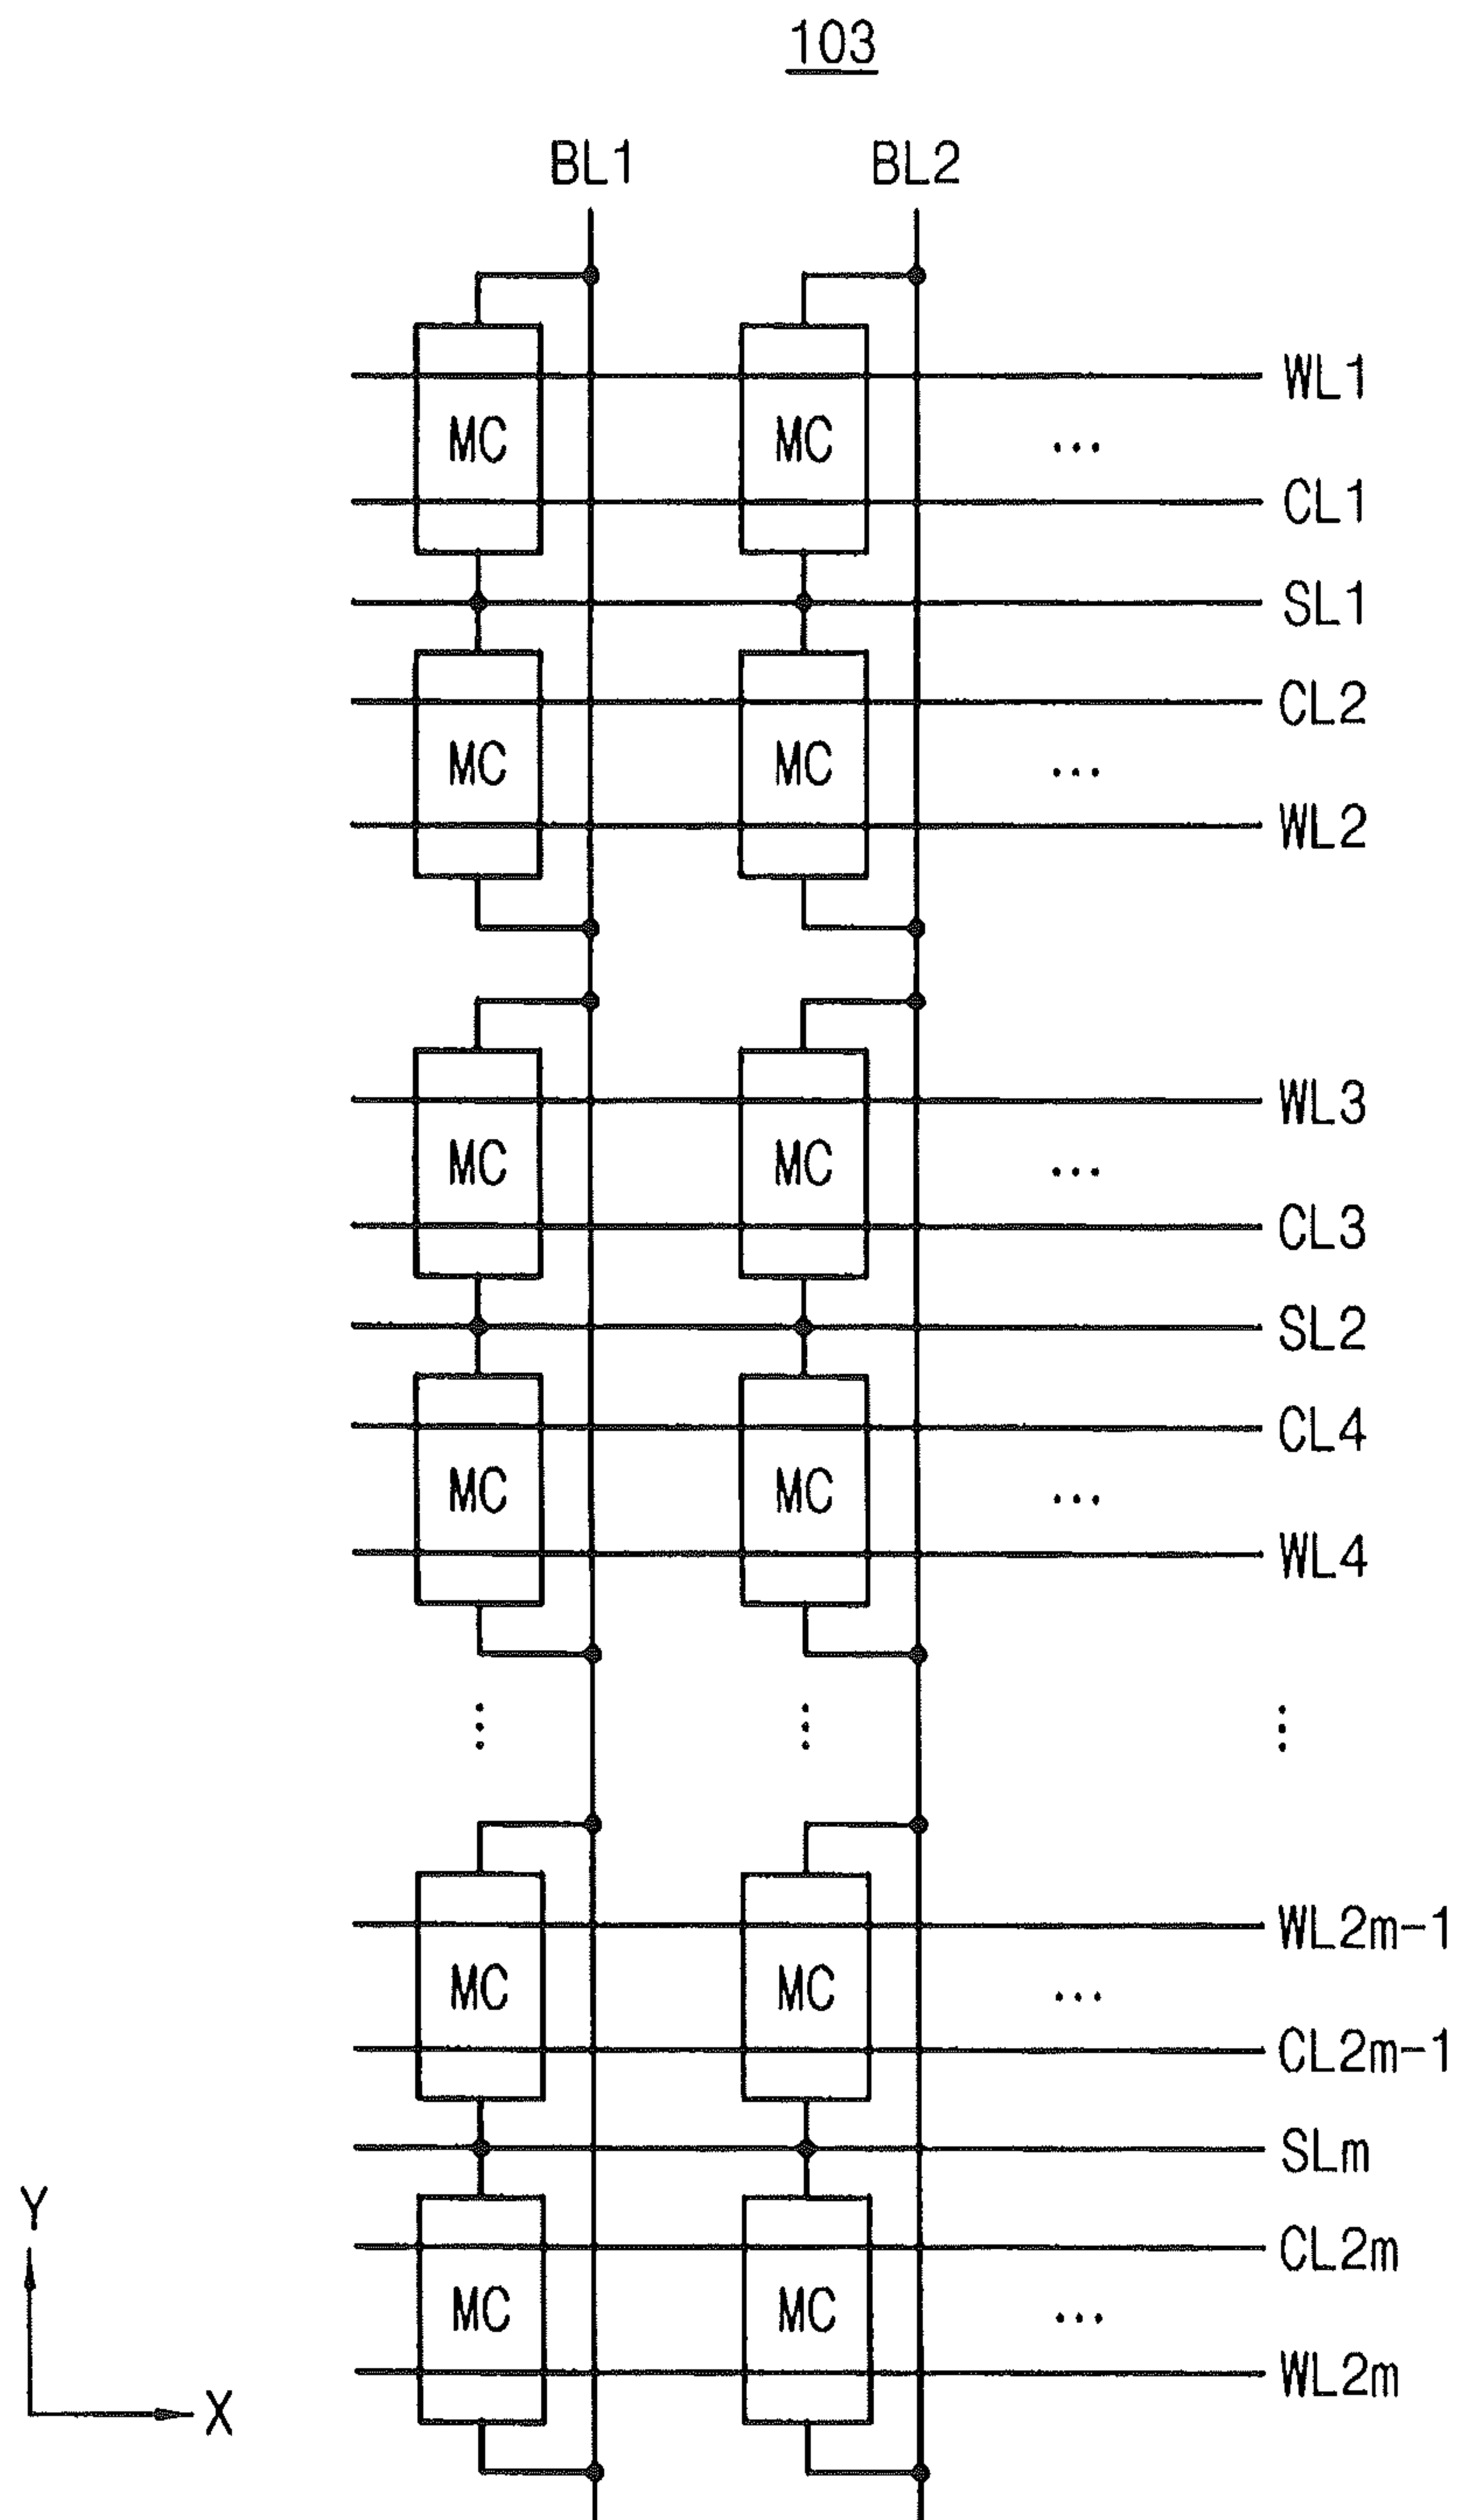 103
BL1 BL2
WL1
MC MC ...
CL1
SL1
CL2
MC MC ...
WL2
WL3
MC MC ...
CL3
SL2
CL4
MC MC ...
WL4
WL2m-1
MC MC ...
CL2m-1
SLm
Y
CL2m
MC MC ...
WL2m
X